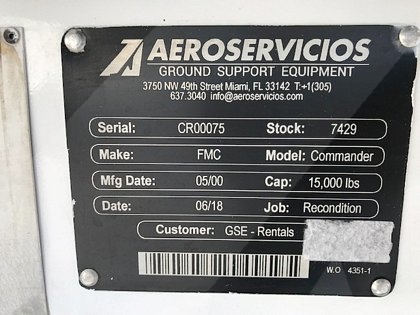 AEROSERVICIOS
GROUND SUPPORT EQUIPMENT
3750 NW 49th Street Miami, FL 33142 T:+1(305)
637.3040 info@aeroservicios.com
Serial: CR00075 Stock: 7429
Make: FMC Model: Commander
Mfg Date: 05/00 Cap: 15,000 lbs
Date: 06/18 Job: Recondition
Customer: GSE - Rentals
W.O 4351-1